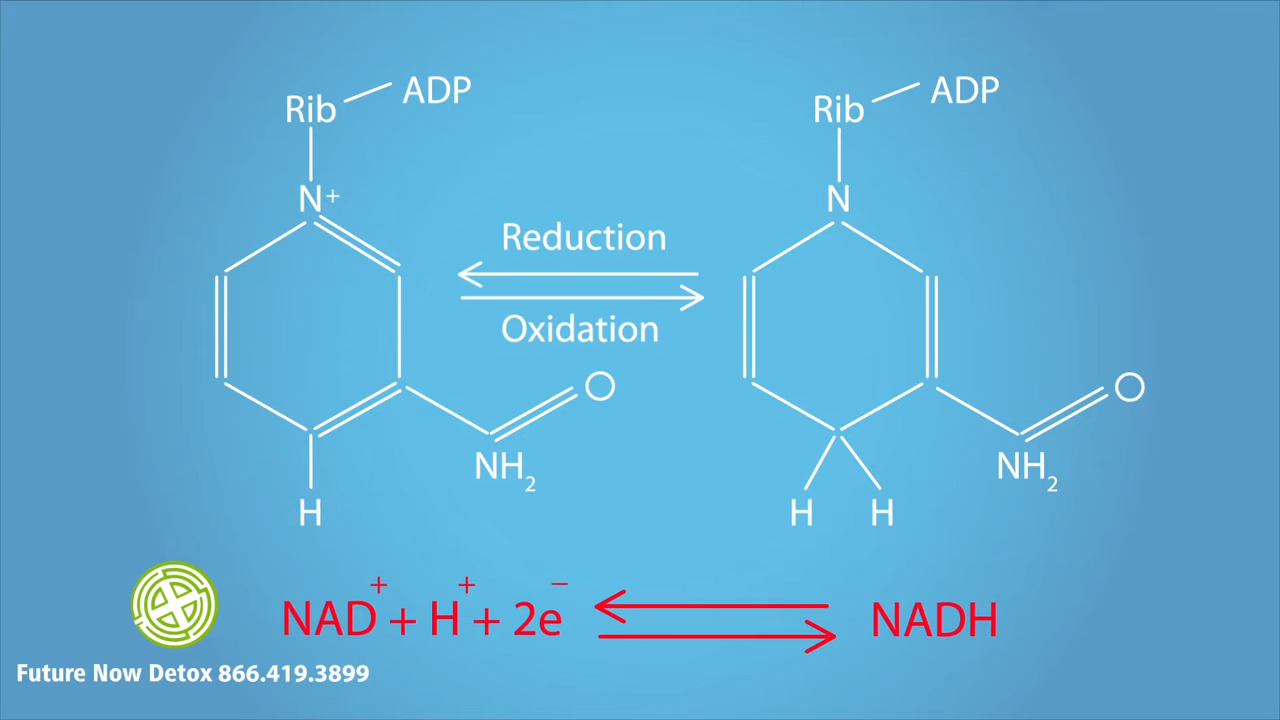 Rib ADP
N+
Reduction
Oxidation
O
NH2
H
Rib ADP
N
O
NH2
H H
NAD+ + H+ + 2e− NADH
Future Now Detox 866.419.3899